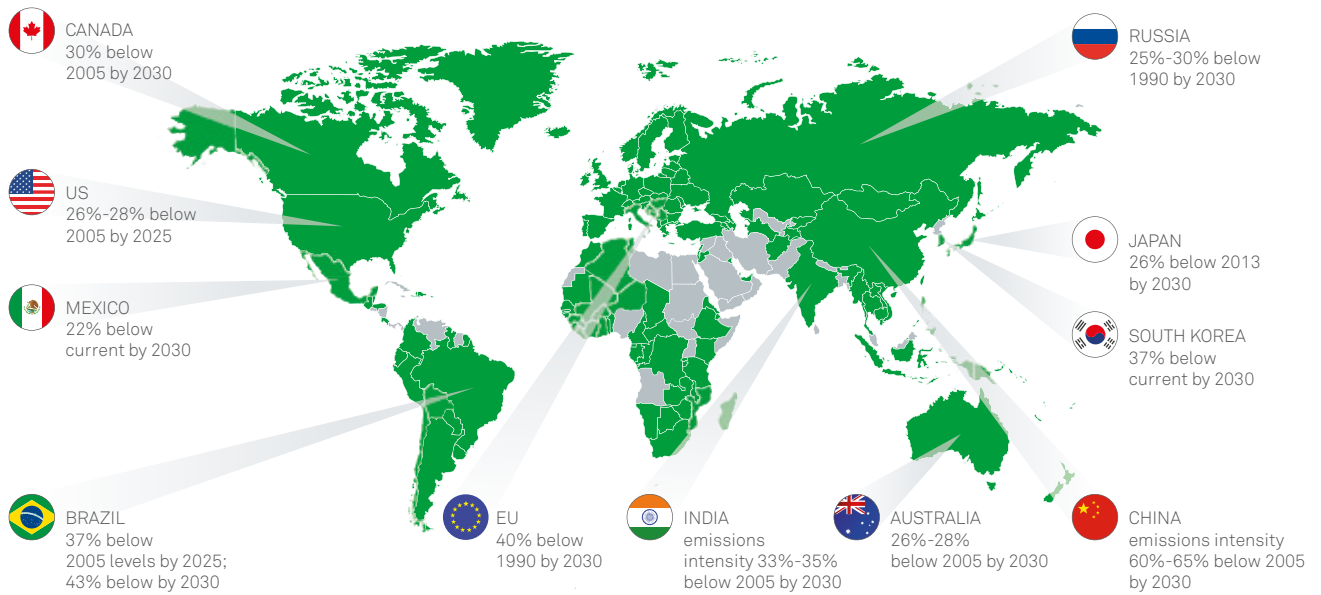 CANADA
30% below
2005 by 2030
US
26%-28% below
2005 by 2025
MEXICO
22% below
current by 2030
BRAZIL
37% below
2005 levels by 2025;
43% below by 2030
EU
40% below
1990 by 2030
INDIA
emissions
intensity 33%-35%
below 2005 by 2030
AUSTRALIA
26%-28%
below 2005 by 2030
RUSSIA
25%-30% below
1990 by 2030
JAPAN
26% below 2013
by 2030
SOUTH KOREA
37% below
current by 2030
CHINA
emissions intensity
60%-65% below 2005
by 2030